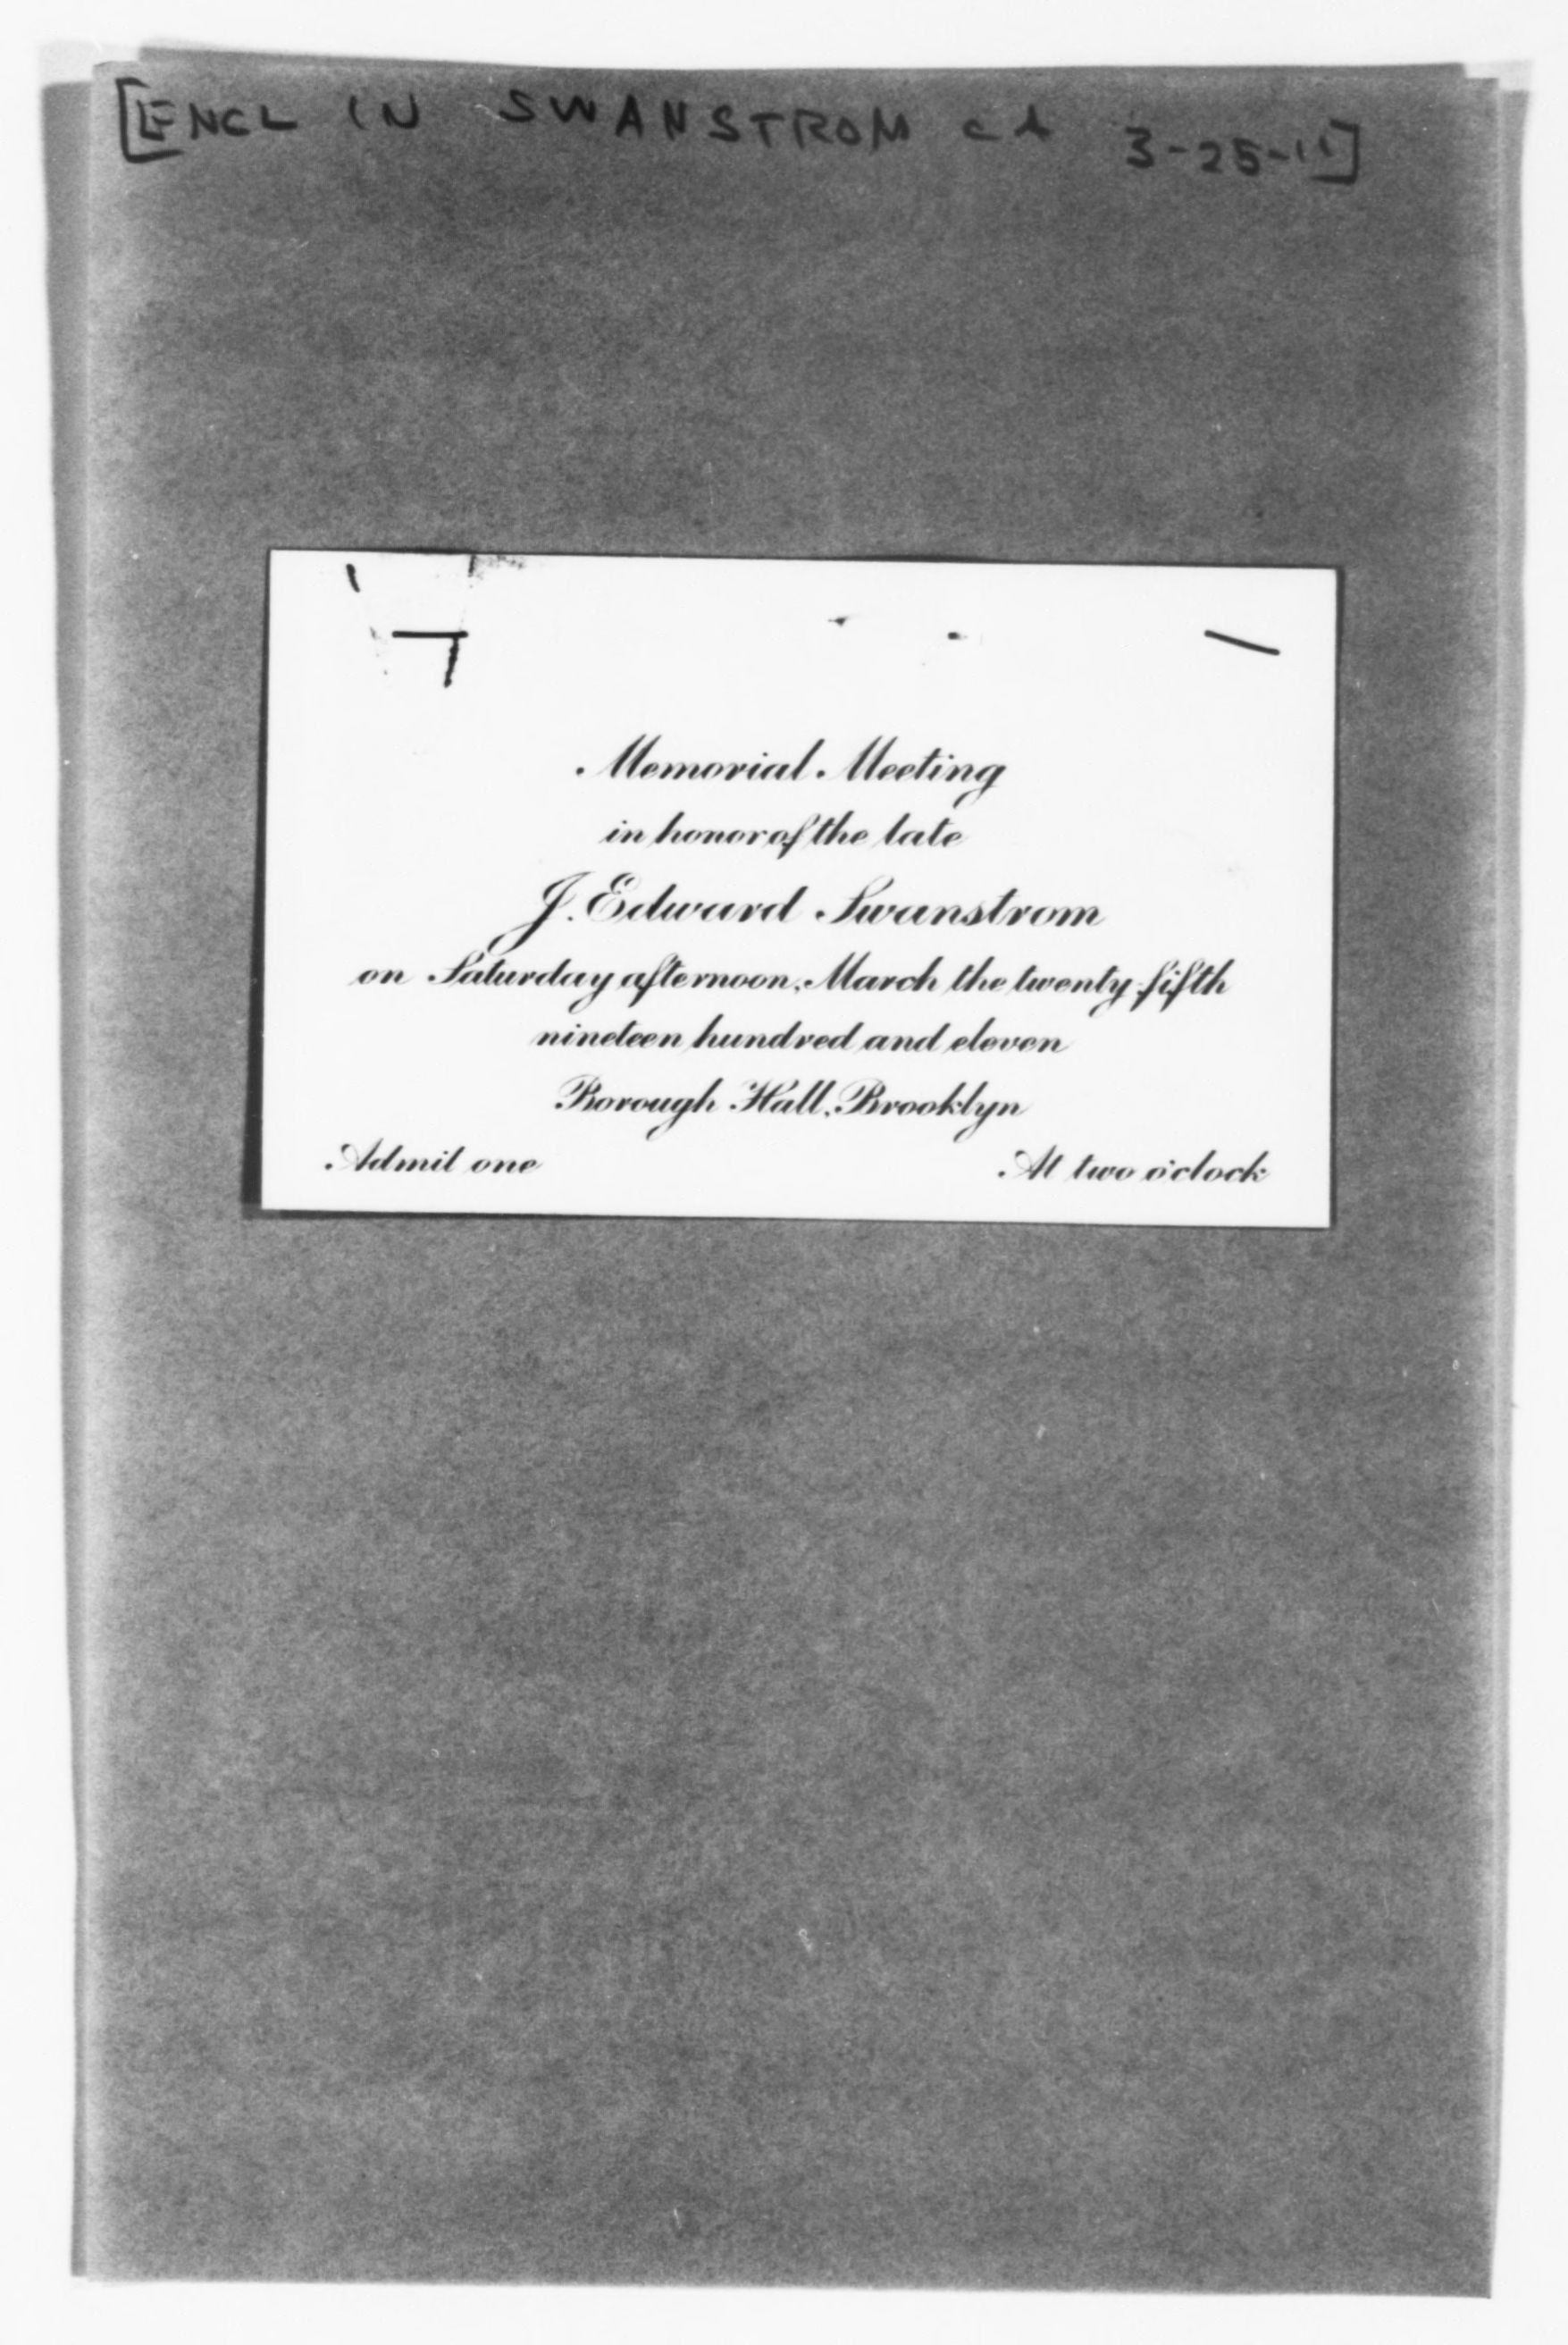 [ENCL IN SWANSTROM ca 3-25-11]
Memorial Meeting
in honor of the late
J. Edward Swanstrom
on Saturday afternoon, March the twenty-fifth
nineteen hundred and eleven
Borough Hall, Brooklyn
Admit one
At two o'clock